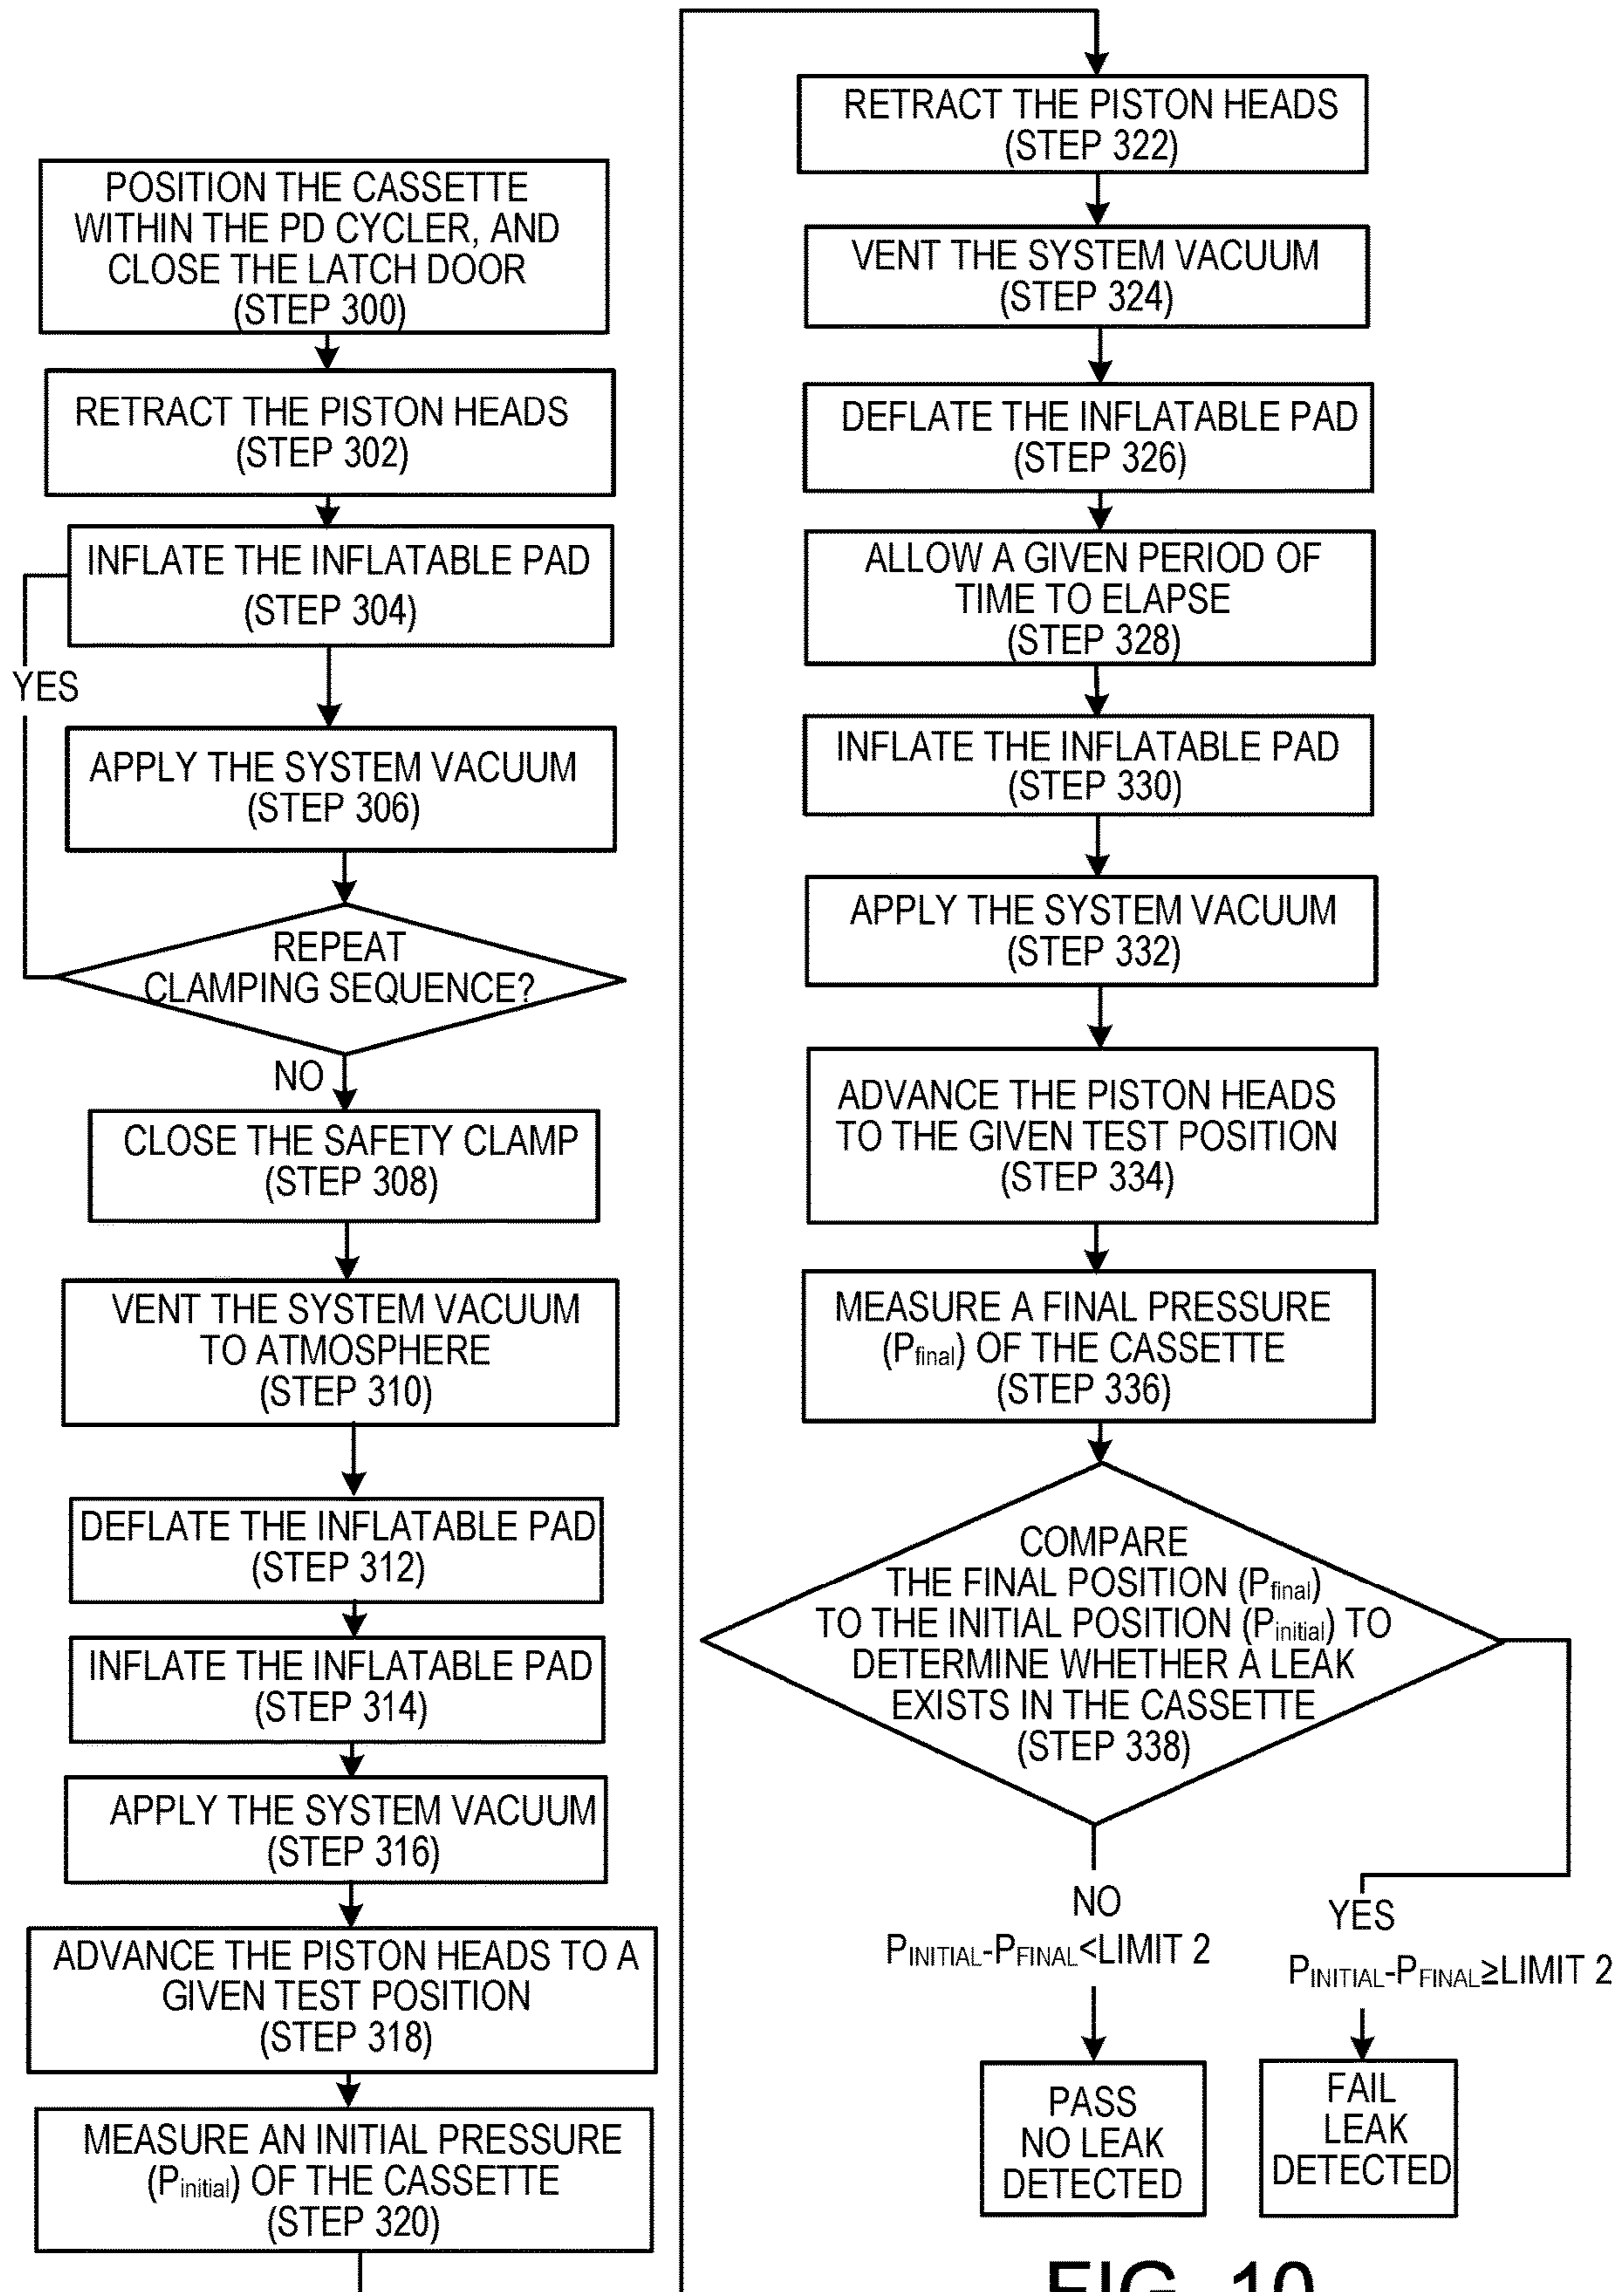 POSITION THE CASSETTE
WITHIN THE PD CYCLER, AND
CLOSE THE LATCH DOOR
(STEP 300)
RETRACT THE PISTON HEADS
(STEP 302)
INFLATE THE INFLATABLE PAD
(STEP 304)
YES
APPLY THE SYSTEM VACUUM
(STEP 306)
REPEAT
CLAMPING SEQUENCE?
NO
CLOSE THE SAFETY CLAMP
(STEP 308)
VENT THE SYSTEM VACUUM
TO ATMOSPHERE
(STEP 310)
DEFLATE THE INFLATABLE PAD
(STEP 312)
INFLATE THE INFLATABLE PAD
(STEP 314)
APPLY THE SYSTEM VACUUM
(STEP 316)
ADVANCE THE PISTON HEADS TO A
GIVEN TEST POSITION
(STEP 318)
MEASURE AN INITIAL PRESSURE
(Pinitial) OF THE CASSETTE
(STEP 320)
RETRACT THE PISTON HEADS
(STEP 322)
VENT THE SYSTEM VACUUM
(STEP 324)
DEFLATE THE INFLATABLE PAD
(STEP 326)
ALLOW A GIVEN PERIOD OF
TIME TO ELAPSE
(STEP 328)
INFLATE THE INFLATABLE PAD
(STEP 330)
APPLY THE SYSTEM VACUUM
(STEP 332)
ADVANCE THE PISTON HEADS
TO THE GIVEN TEST POSITION
(STEP 334)
MEASURE A FINAL PRESSURE
(Pfinal) OF THE CASSETTE
(STEP 336)
COMPARE
THE FINAL POSITION (Pfinal)
TO THE INITIAL POSITION (Pinitial) TO
DETERMINE WHETHER A LEAK
EXISTS IN THE CASSETTE
(STEP 338)
NO
PINITIAL-PFINAL<LIMIT 2
YES
PINITIAL-PFINAL≥LIMIT 2
PASS
NO LEAK
DETECTED
FAIL
LEAK
DETECTED
FIG. 10